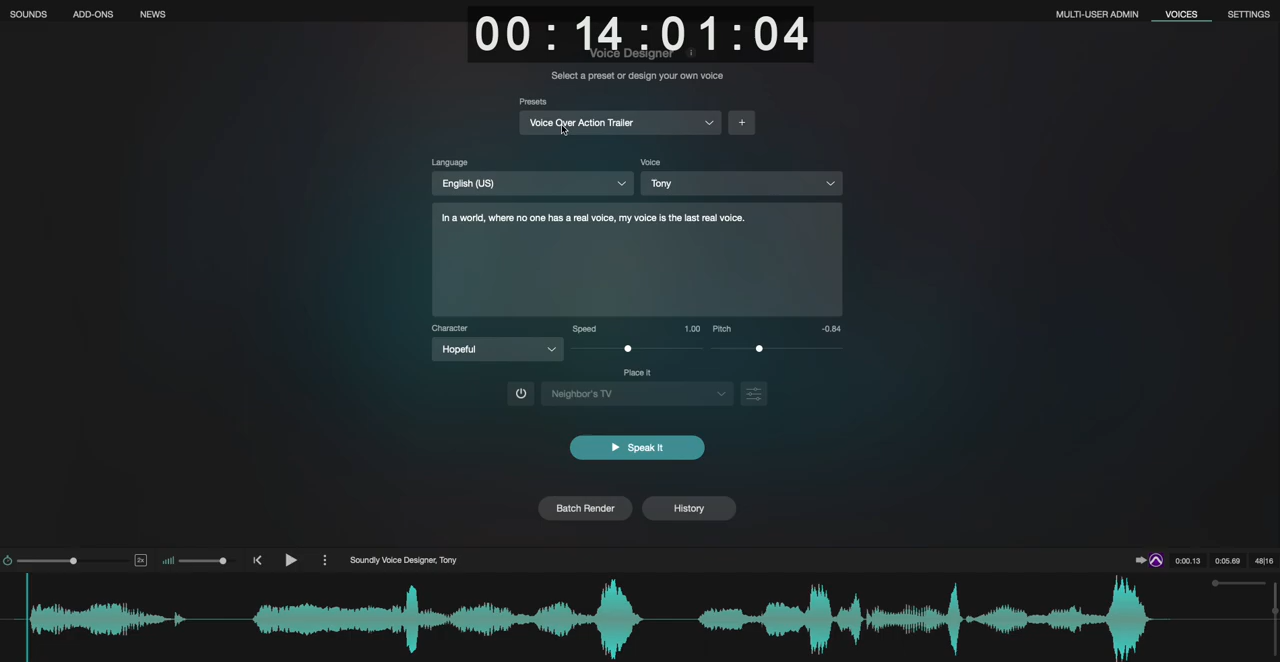 SOUNDS ADD-ONS NEWS MULTI-USER ADMIN VOICES SETTINGS
00 : 14 : 01 : 04
Voice Designer i
Select a preset or design your own voice
Presets
Voice Over Action Trailer +
Language Voice
English (US) Tony
In a world, where no one has a real voice, my voice is the last real voice.
Character Speed 1.00 Pitch -0.84
Hopeful
Place it
Neighbor's TV
Speak It
Batch Render History
2x Soundly Voice Designer, Tony 0:00.13 0:05.69 48|16